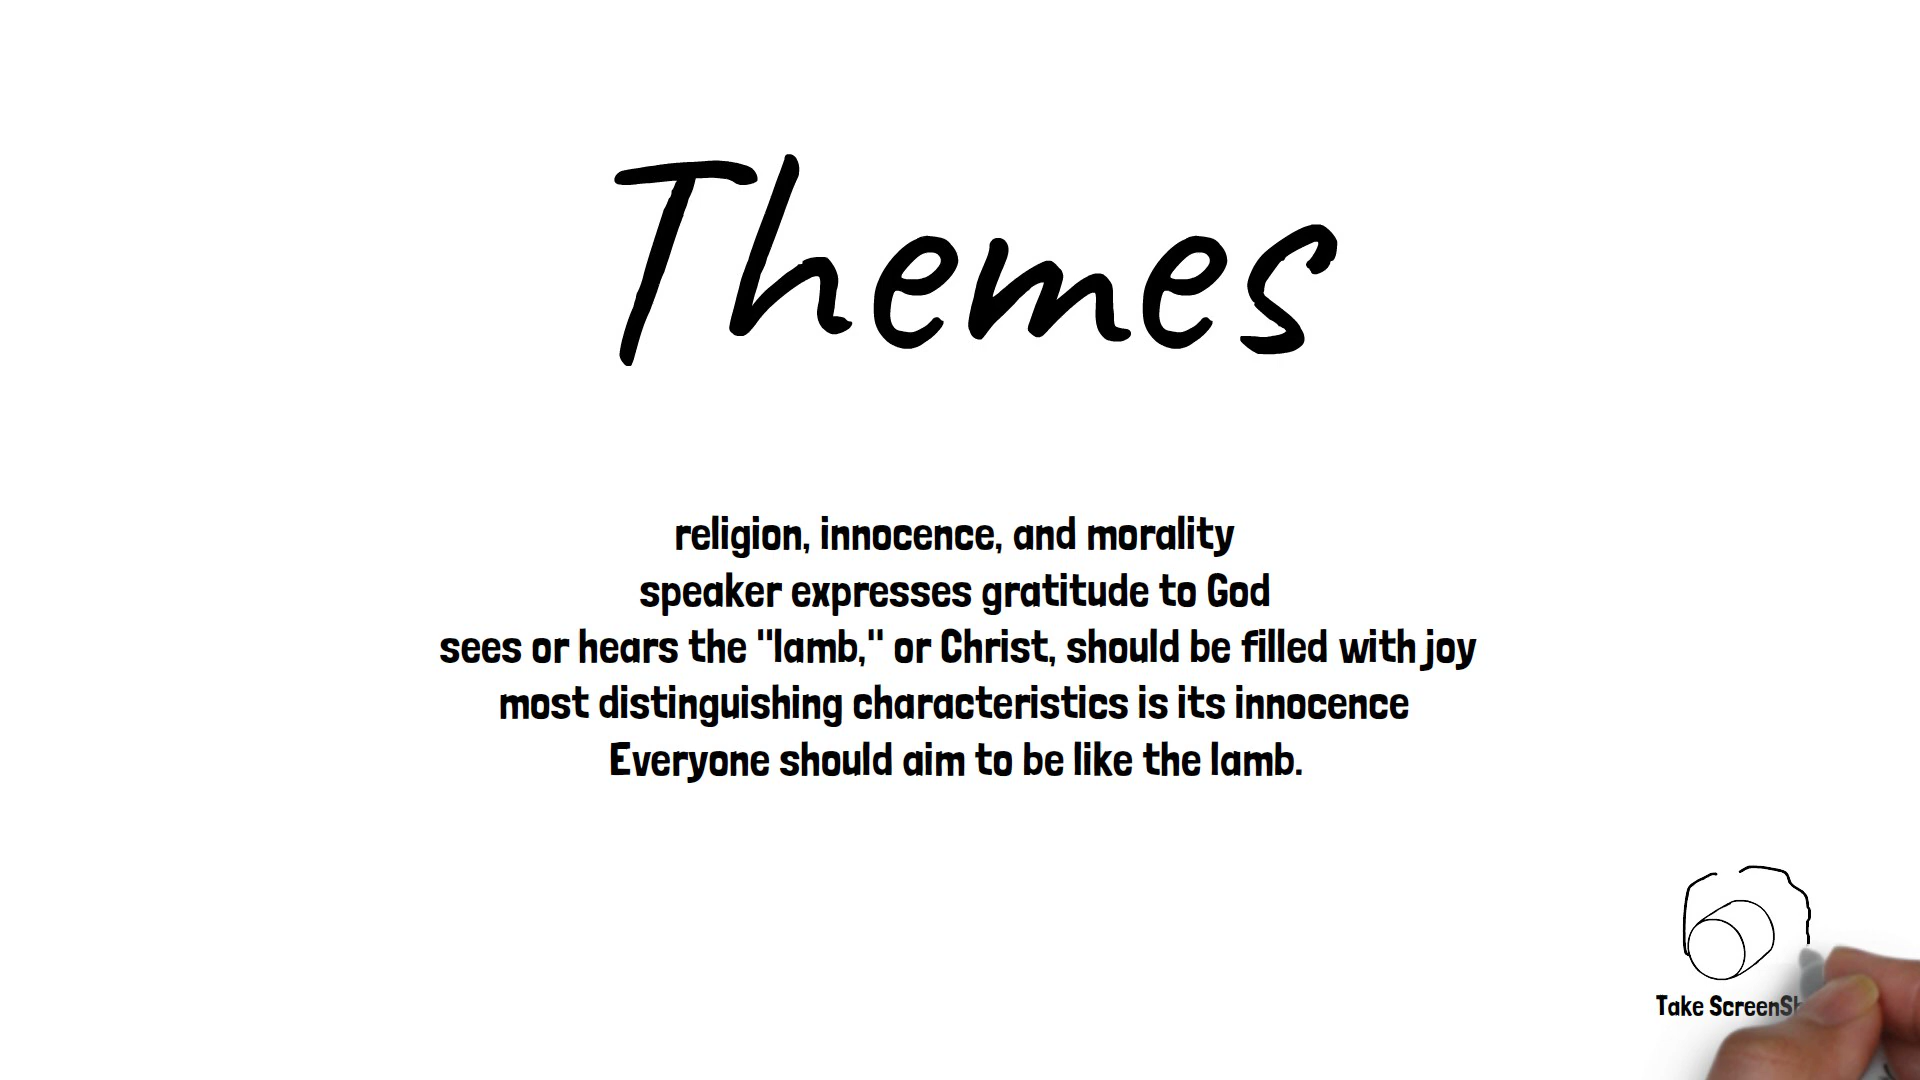 Themes
religion, innocence, and morality
speaker expresses gratitude to God
sees or hears the "lamb," or Christ, should be filled with joy
most distinguishing characteristics is its innocence
Everyone should aim to be like the lamb.
Take